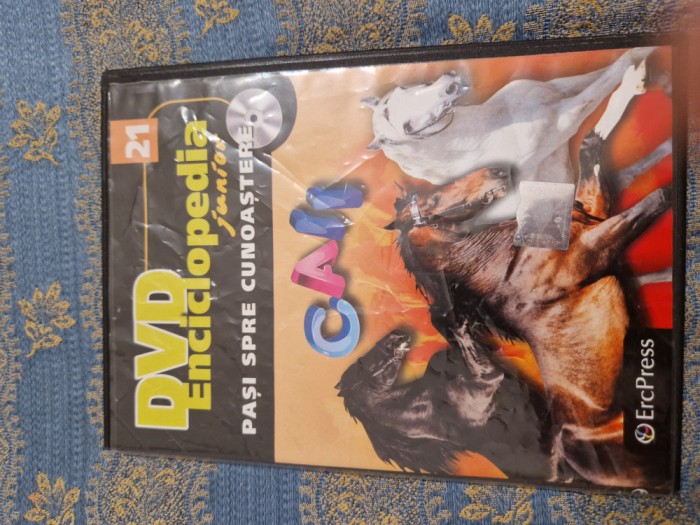 21
DVD
Enciclopedia
junior
PAȘI SPRE CUNOAȘTERE
CAII
ErcPress